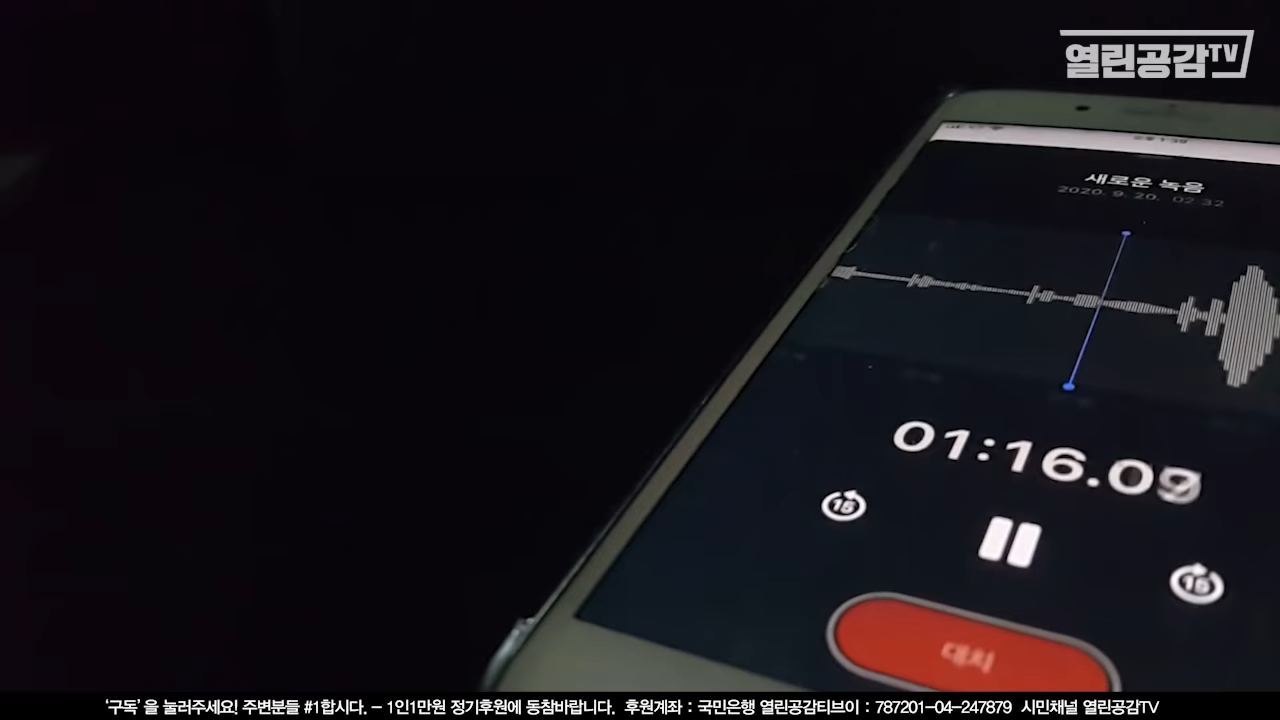 열린공감TV
새로운 녹음
2020. 9. 20. 02:32
01:16.09
15
15
대치
‘구독’을 눌러주세요! 주변분들 #1합시다. – 1인1만원 정기후원에 동참바랍니다. 후원계좌 : 국민은행 열린공감티브이 : 787201-04-247879 시민채널 열린공감TV